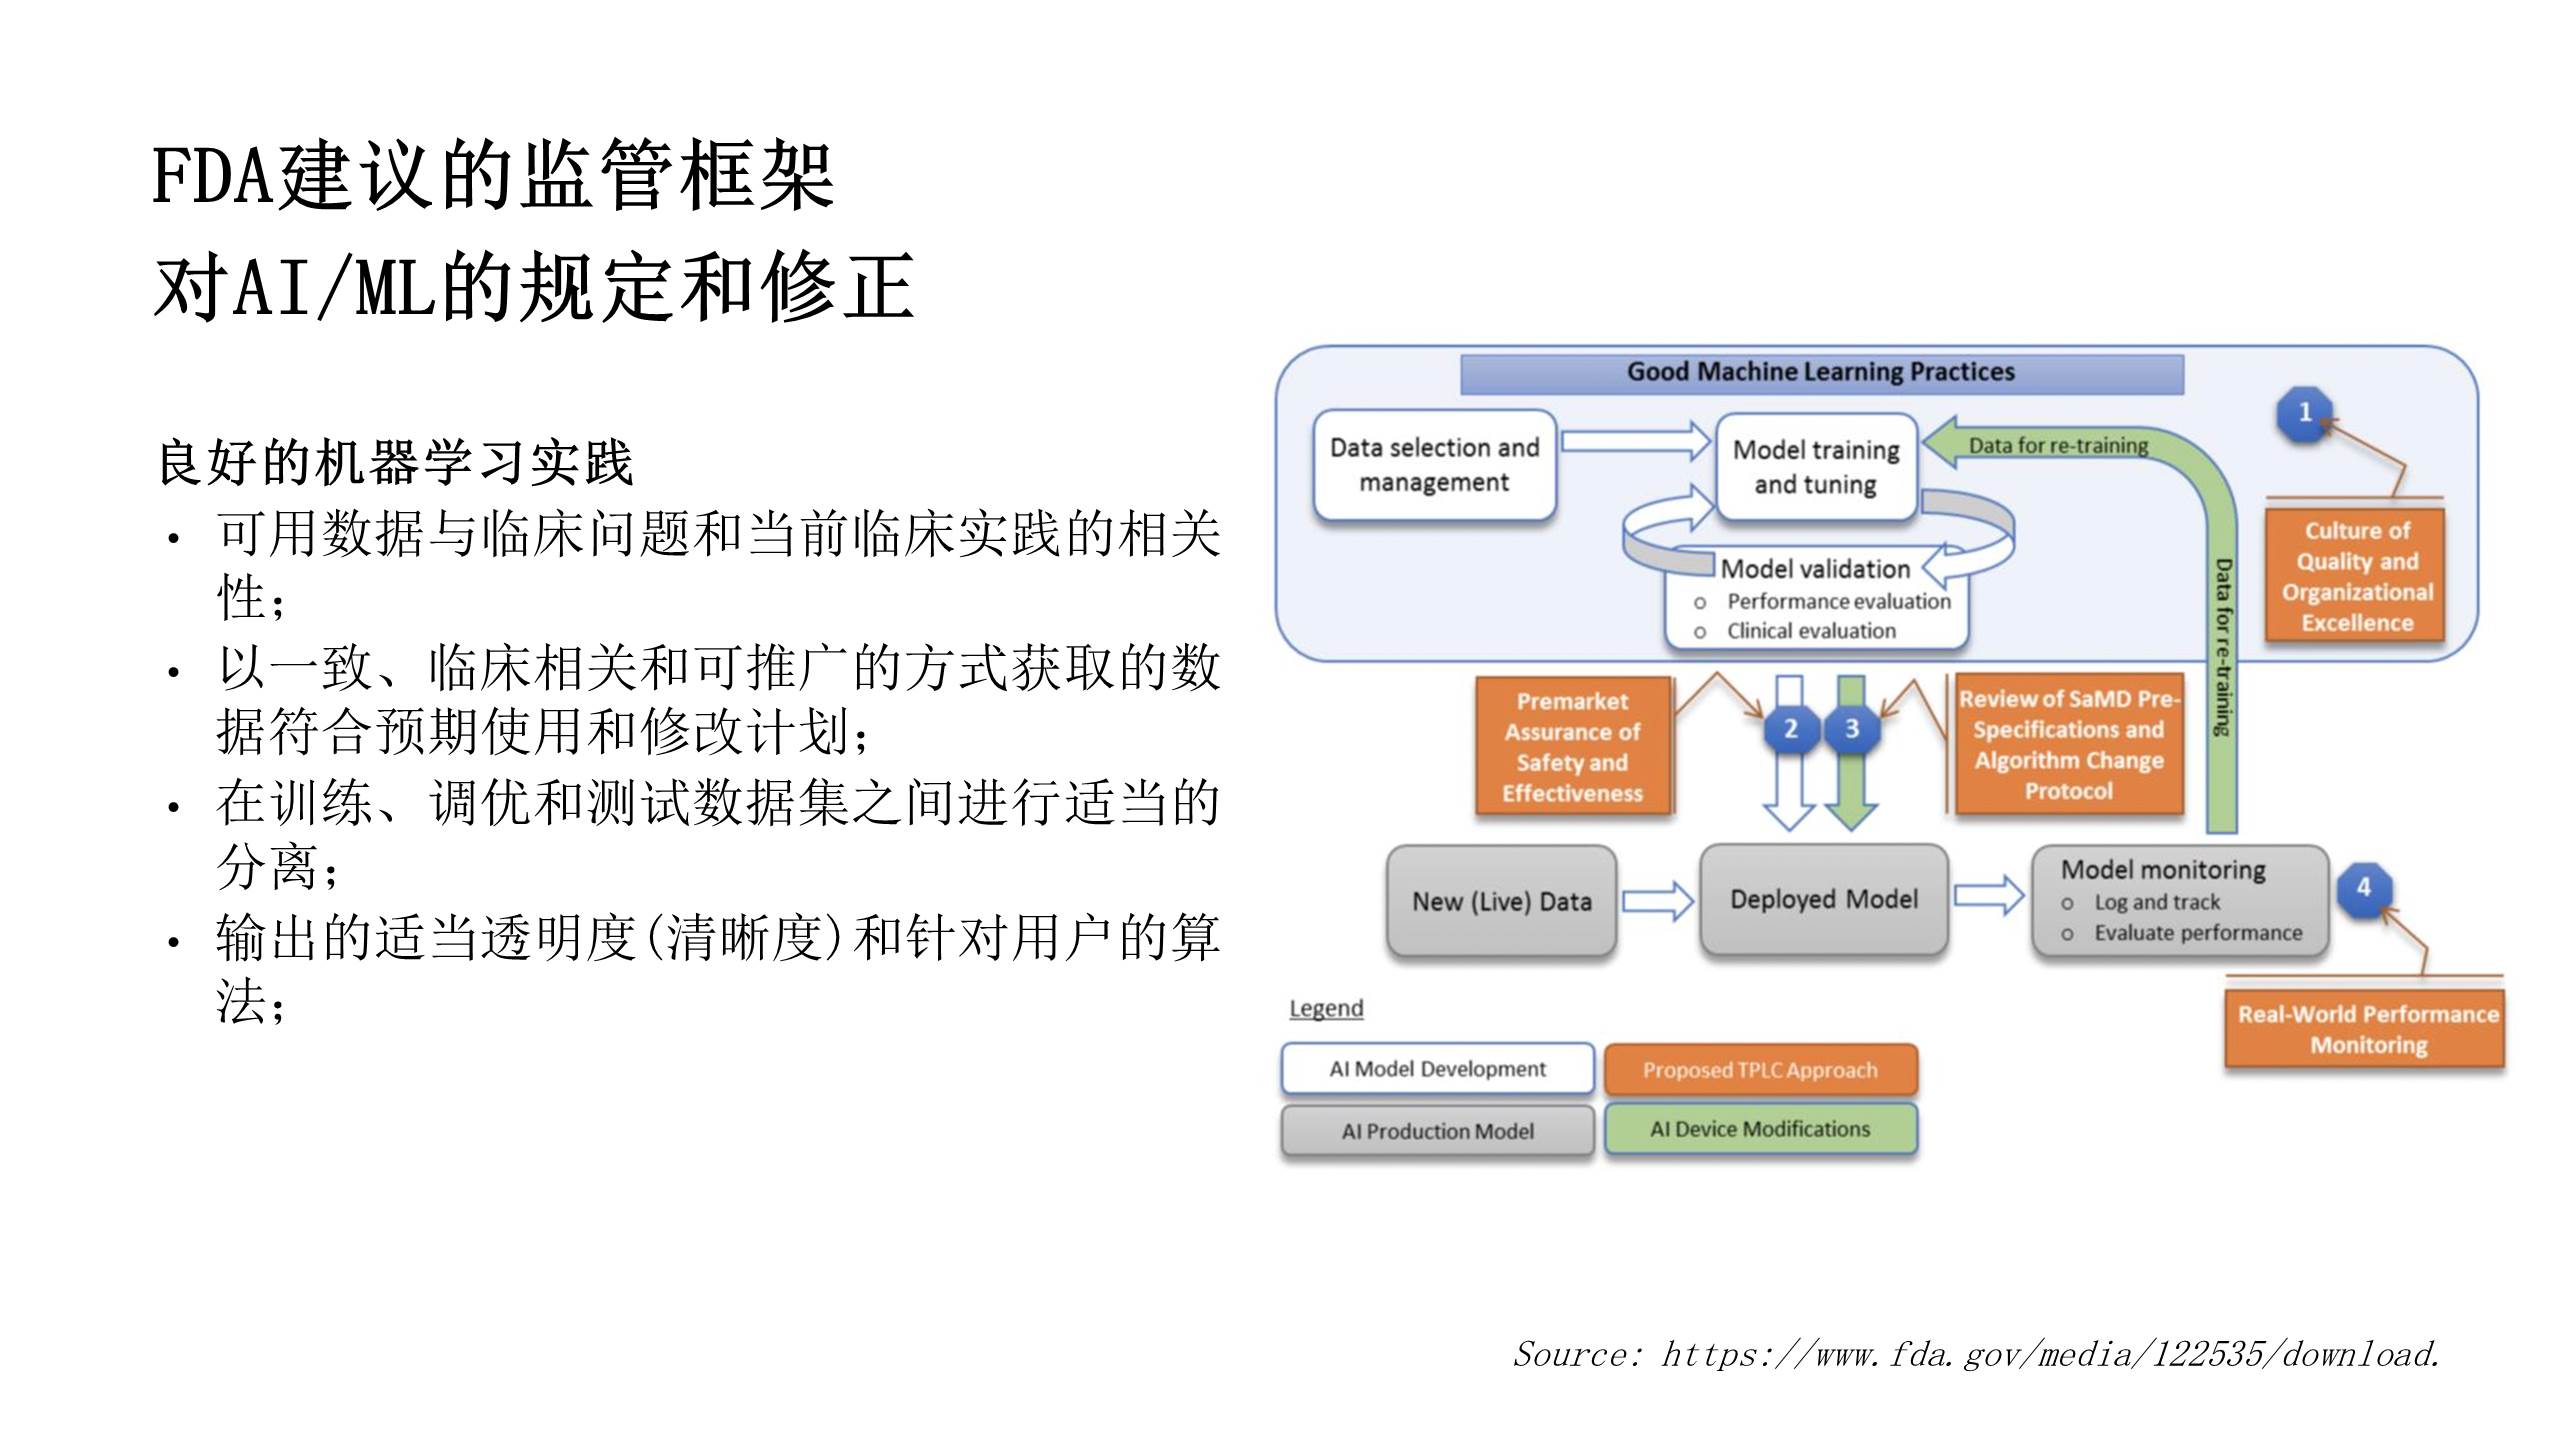 FDA建议的监管框架
对AI/ML的规定和修正
良好的机器学习实践
• 可用数据与临床问题和当前临床实践的相关
性;
• 以一致、临床相关和可推广的方式获取的数
据符合预期使用和修改计划;
• 在训练、调优和测试数据集之间进行适当的
分离;
• 输出的适当透明度(清晰度)和针对用户的算
法;
Good Machine Learning Practices
Data selection and
management
Model training
and tuning
Data for re-training
1
Culture of
Quality and
Organizational
Excellence
Model validation
o Performance evaluation
o Clinical evaluation
Data for re-training
Premarket
Assurance of
Safety and
Effectiveness
2
3
Review of SaMD Pre-
Specifications and
Algorithm Change
Protocol
New (Live) Data
Deployed Model
Model monitoring
o Log and track
o Evaluate performance
4
Real-World Performance
Monitoring
Legend
AI Model Development
Proposed TPLC Approach
AI Production Model
AI Device Modifications
Source: https://www.fda.gov/media/122535/download.